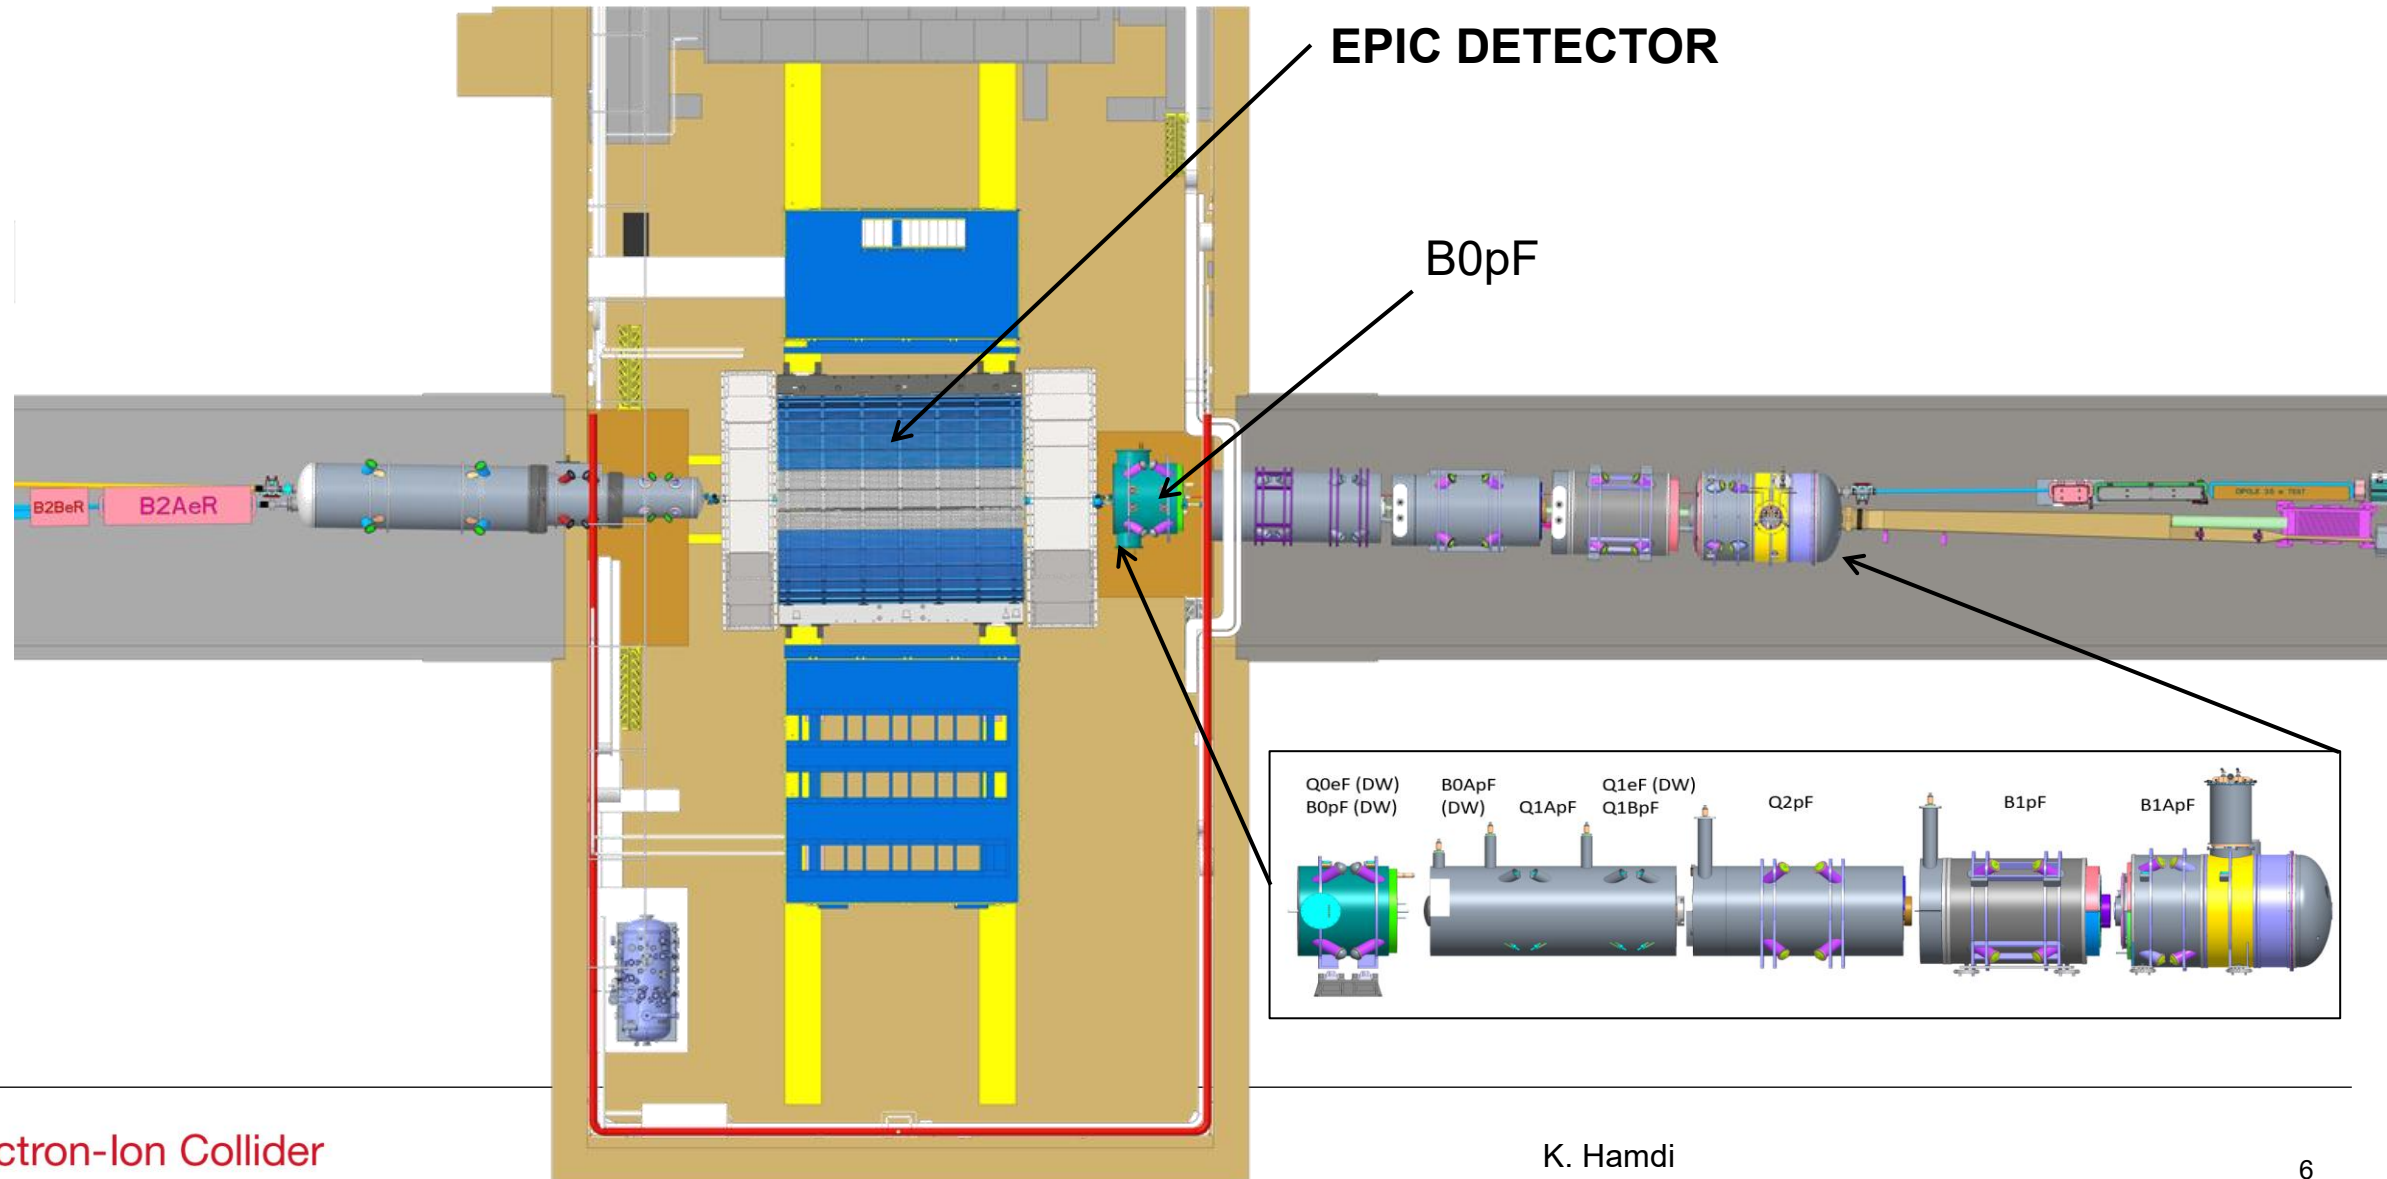 EPIC DETECTOR
B0pF
B2BeR
B2AeR
Q0eF (DW)
B0pF (DW)
B0ApF
(DW)
Q1ApF
Q1eF (DW)
Q1BpF
Q2pF
B1pF
B1ApF
ctron-Ion Collider
K. Hamdi
6